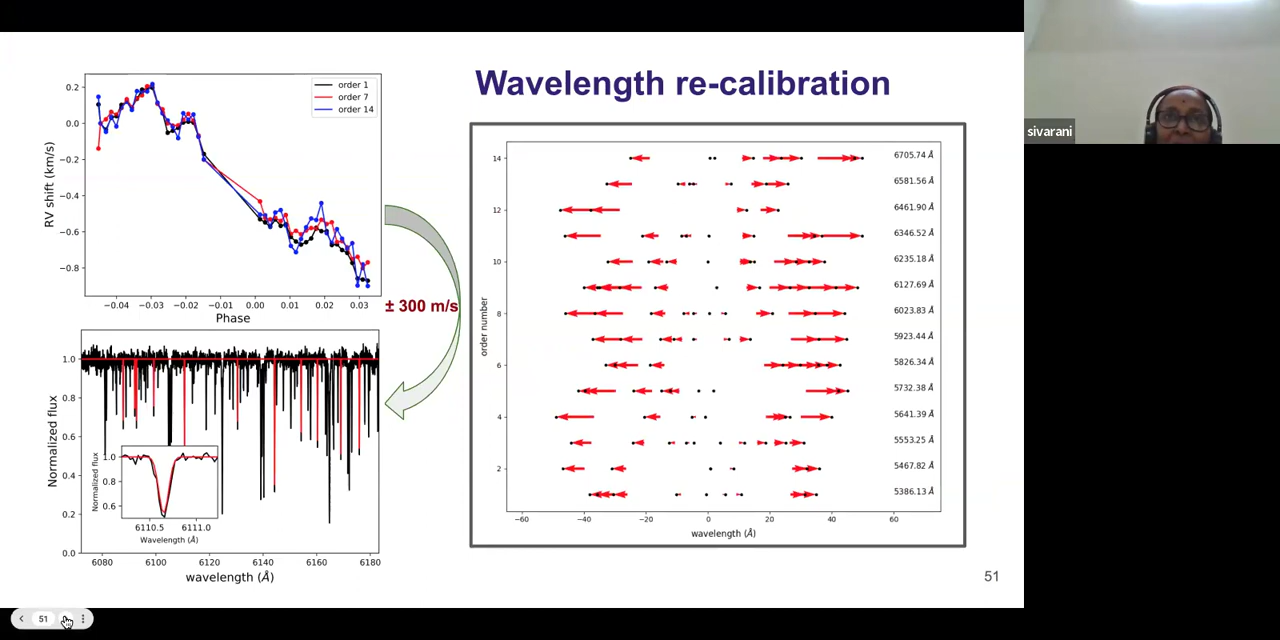 Wavelength re-calibration
sivarani
order 1
order 7
order 14
0.2
0.0
−0.2
−0.4
−0.6
−0.8
RV shift (km/s)
−0.04 −0.03 −0.02 −0.01 0.00 0.01 0.02 0.03
Phase
± 300 m/s
1.0
0.8
0.6
0.4
0.2
0.0
Normalized flux
6080 6100 6120 6140 6160 6180
wavelength (Å)
1.0
0.8
0.6
Normalized flux
6110.5 6111.0
Wavelength (Å)
14
12
10
8
6
4
2
order number
6705.74 Å
6581.56 Å
6461.90 Å
6346.52 Å
6235.18 Å
6127.69 Å
6023.83 Å
5923.44 Å
5826.34 Å
5732.38 Å
5641.39 Å
5553.25 Å
5467.82 Å
5386.13 Å
−60 −40 −20 0 20 40 60
wavelength (Å)
51
51